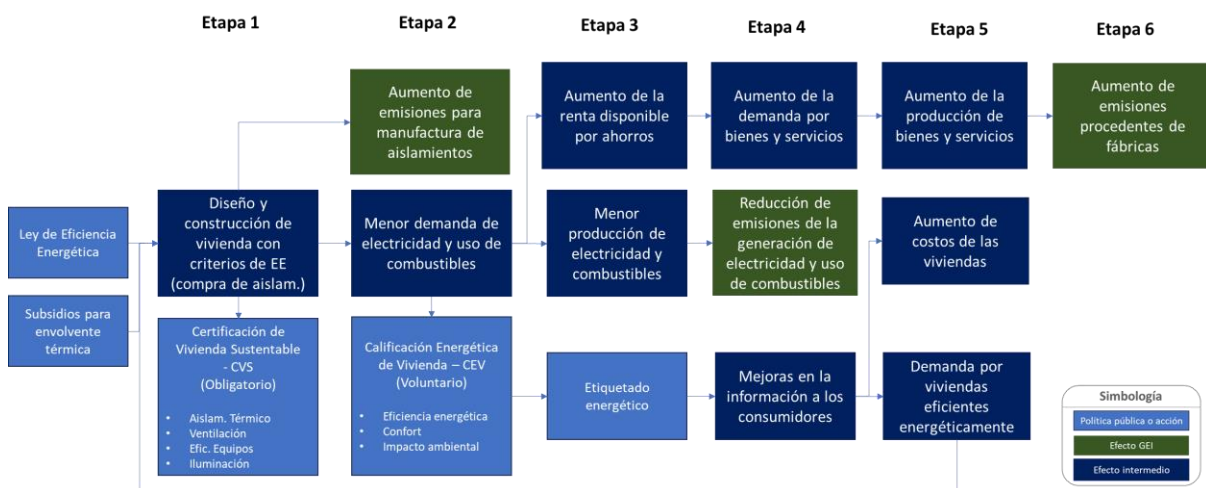 Etapa 1
Etapa 2
Etapa 3
Etapa 4
Etapa 5
Etapa 6
Aumento de
emisiones para
manufactura de
aislamientos
Aumento de la
renta disponible
por ahorros
Aumento de la
demanda por
bienes y servicios
Aumento de la
producción de
bienes y servicios
Aumento de
emisiones
procedentes de
fábricas
Ley de Eficiencia
Energética
Subsidios para
envolvente
térmica
Diseño y
construcción de
vivienda con
criterios de EE
(compra de aislam.)
Menor demanda de
electricidad y uso de
combustibles
Menor
producción de
electricidad y
combustibles
Reducción de
emisiones de la
generación de
electricidad y uso
de combustibles
Aumento de
costos de las
viviendas
Certificación de
Vivienda Sustentable
- CVS
(Obligatorio)
• Aislam. Térmico
• Ventilación
• Efic. Equipos
• Iluminación
Calificación Energética
de Vivienda – CEV
(Voluntario)
• Eficiencia energética
• Confort
• Impacto ambiental
Etiquetado
energético
Mejoras en la
información a los
consumidores
Demanda por
viviendas
eficientes
energéticamente
Simbología
Política pública o acción
Efecto GEI
Efecto intermedio